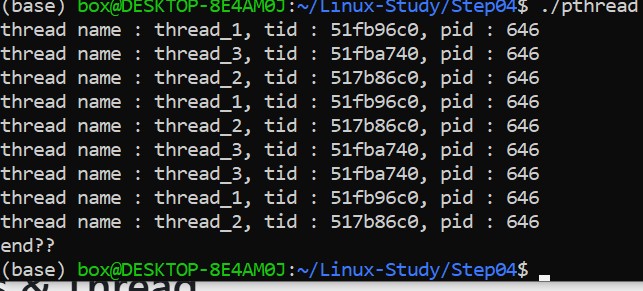 (base) box@DESKTOP-8E4AM0J:~/Linux-Study/Step04$ ./pthread
thread name : thread_1, tid : 51fb96c0, pid : 646
thread name : thread_3, tid : 51fba740, pid : 646
thread name : thread_2, tid : 517b86c0, pid : 646
thread name : thread_1, tid : 51fb96c0, pid : 646
thread name : thread_2, tid : 517b86c0, pid : 646
thread name : thread_3, tid : 51fba740, pid : 646
thread name : thread_3, tid : 51fba740, pid : 646
thread name : thread_1, tid : 51fb96c0, pid : 646
thread name : thread_2, tid : 517b86c0, pid : 646
end??
(base) box@DESKTOP-8E4AM0J:~/Linux-Study/Step04$
& Thread